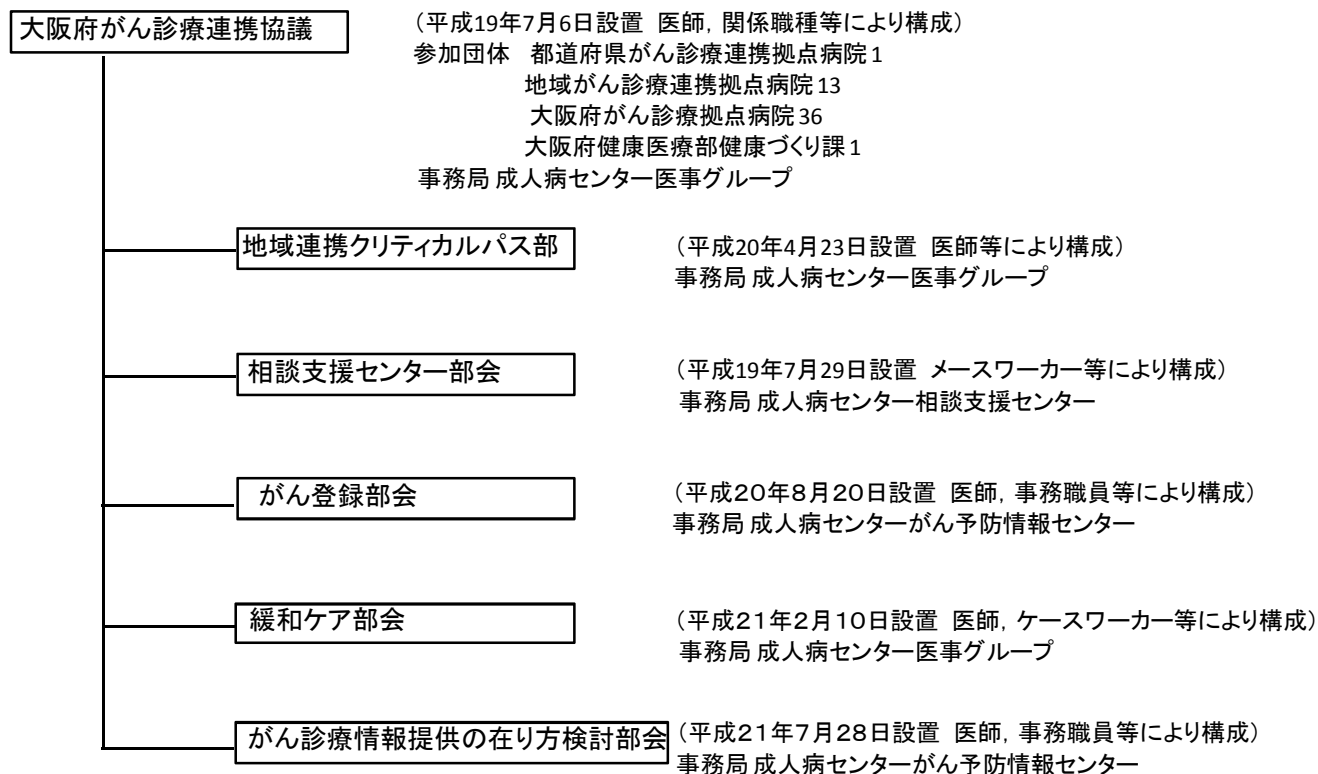 大阪府がん診療連携協議
（平成19年7月6日設置 医師，関係職種等により構成）
参加団体 都道府県がん診療連携拠点病院1
地域がん診療連携拠点病院13
大阪府がん診療拠点病院36
大阪府健康医療部健康づくり課1
事務局 成人病センター医事グループ
地域連携クリティカルパス部
（平成20年4月23日設置 医師等により構成）
事務局 成人病センター医事グループ
相談支援センター部会
（平成19年7月29日設置 メースワーカー等により構成）
事務局 成人病センター相談支援センター
がん登録部会
（平成２０年８月２０日設置 医師，事務職員等により構成）
事務局 成人病センターがん予防情報センター
緩和ケア部会
（平成２１年２月１０日設置 医師，ケースワーカー等により構成）
事務局 成人病センター医事グループ
がん診療情報提供の在り方検討部会
（平成２１年７月２８日設置 医師，事務職員等により構成）
事務局 成人病センターがん予防情報センター